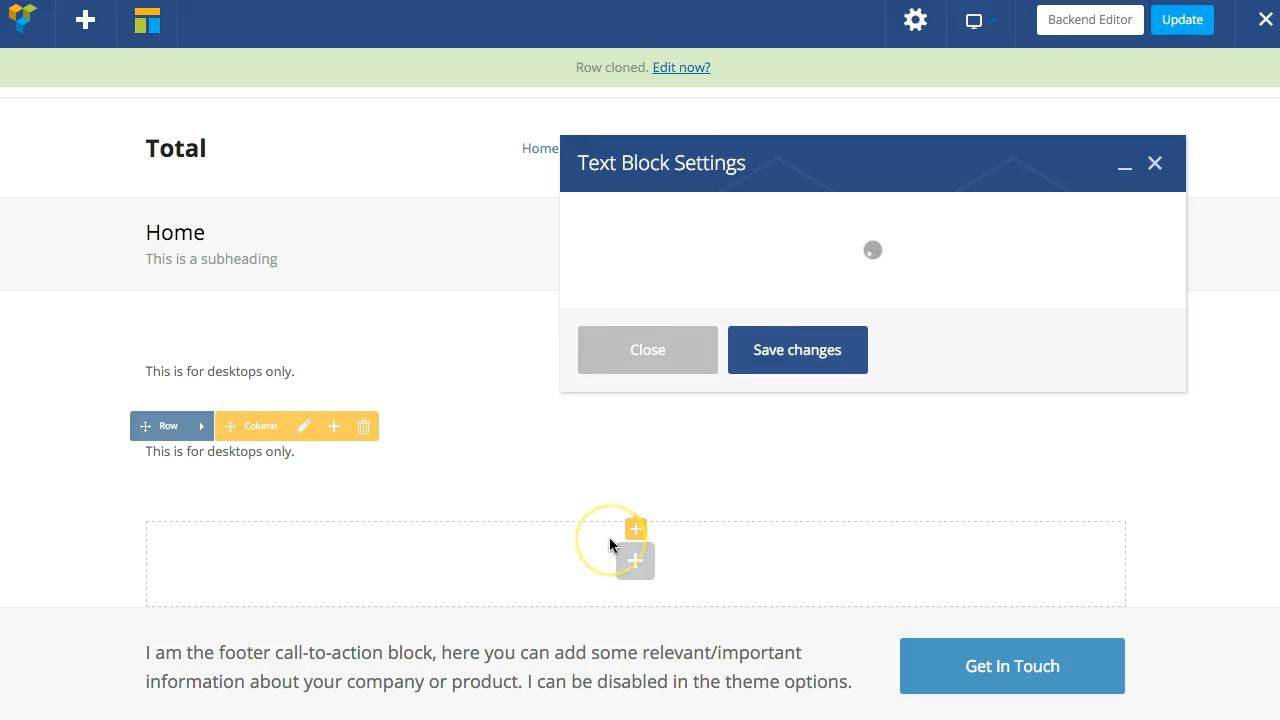 Backend Editor
Update
Row cloned. Edit now?
Total
Home
Text Block Settings
Home
This is a subheading
Close
Save changes
This is for desktops only.
Row
Column
This is for desktops only.
I am the footer call-to-action block, here you can add some relevant/important
information about your company or product. I can be disabled in the theme options.
Get In Touch